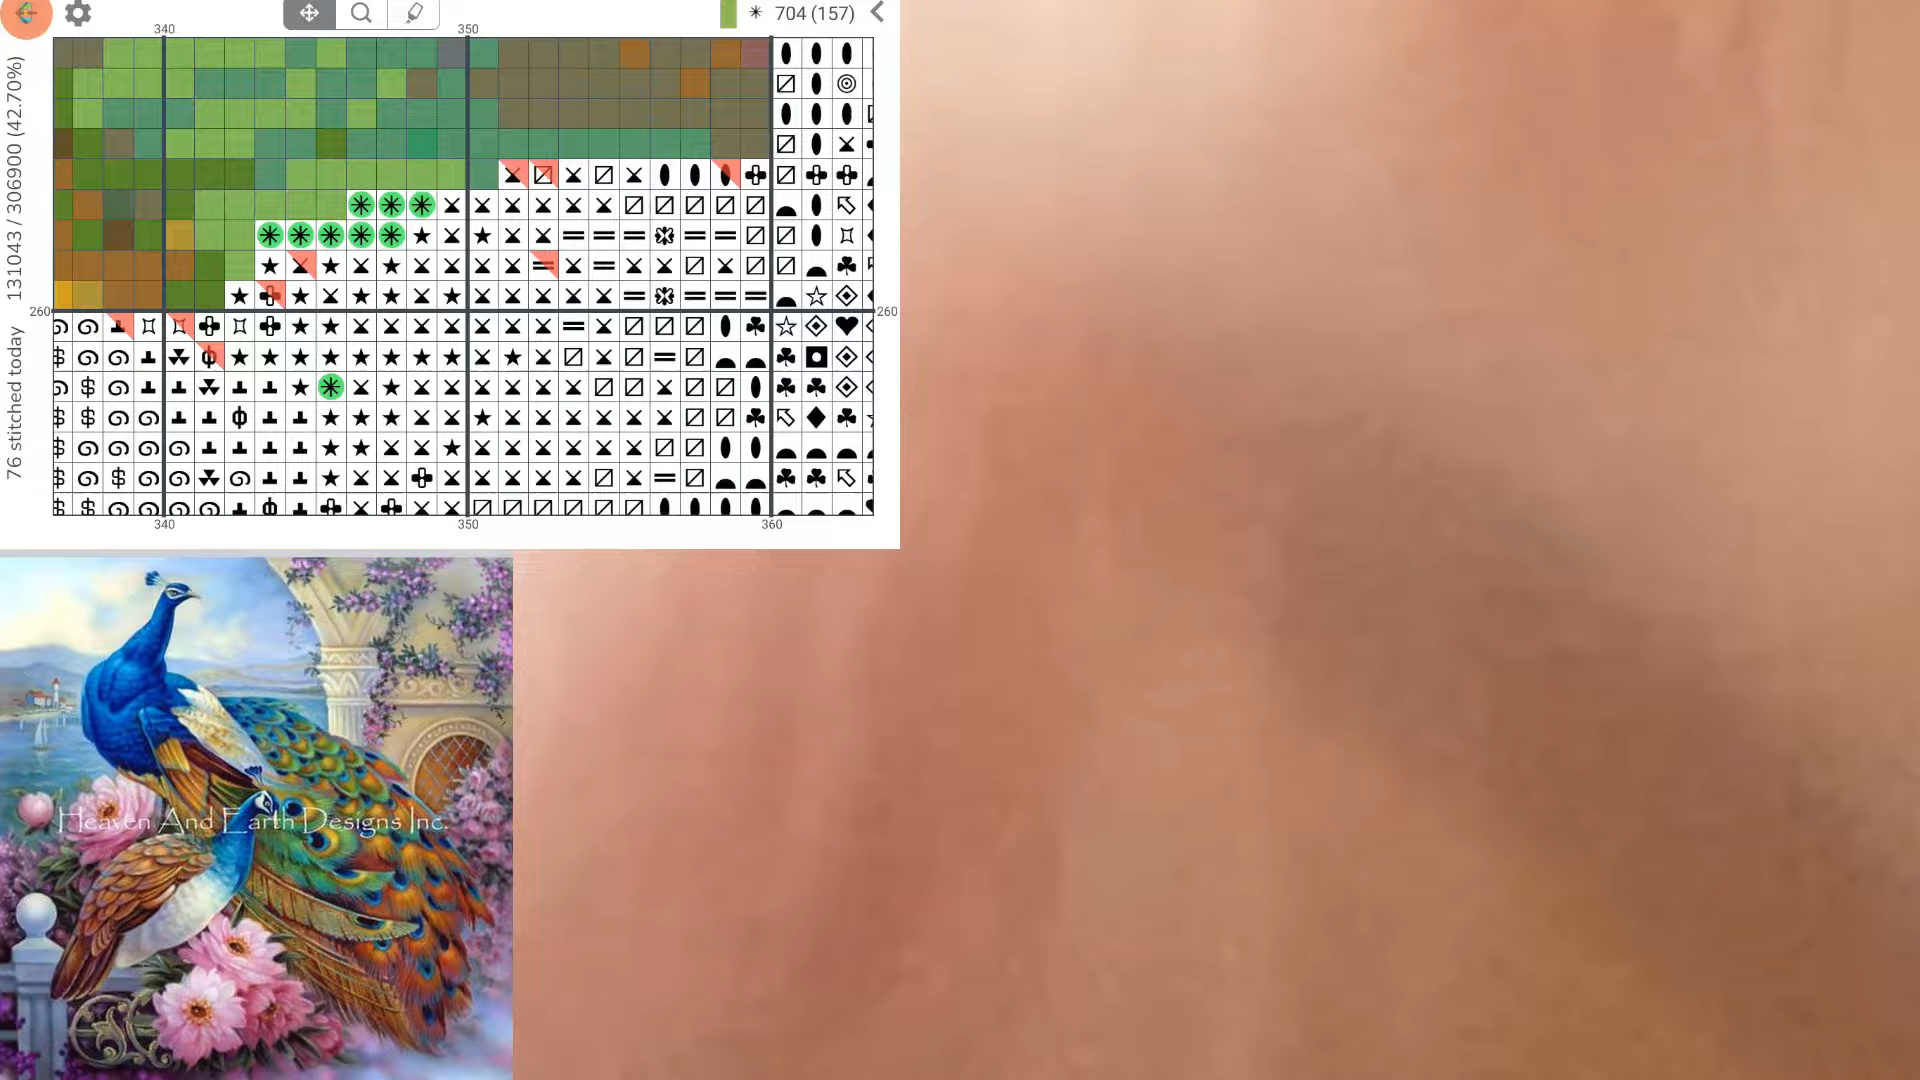 704 (157)
340
350
131043 / 306900 (42.70%)
76 stitched today
260
260
340
350
360
Heaven And Earth Designs Inc.